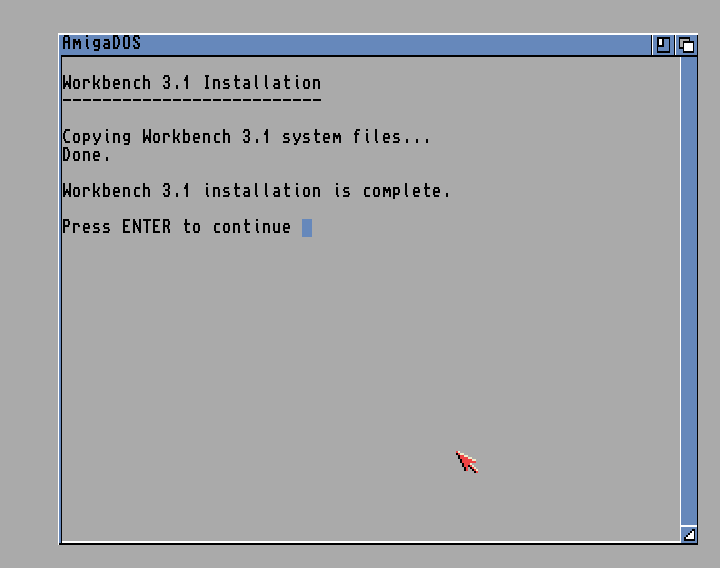 AmigaDOS
Workbench 3.1 Installation
--------------------------
Copying Workbench 3.1 system files...
Done.
Workbench 3.1 installation is complete.
Press ENTER to continue